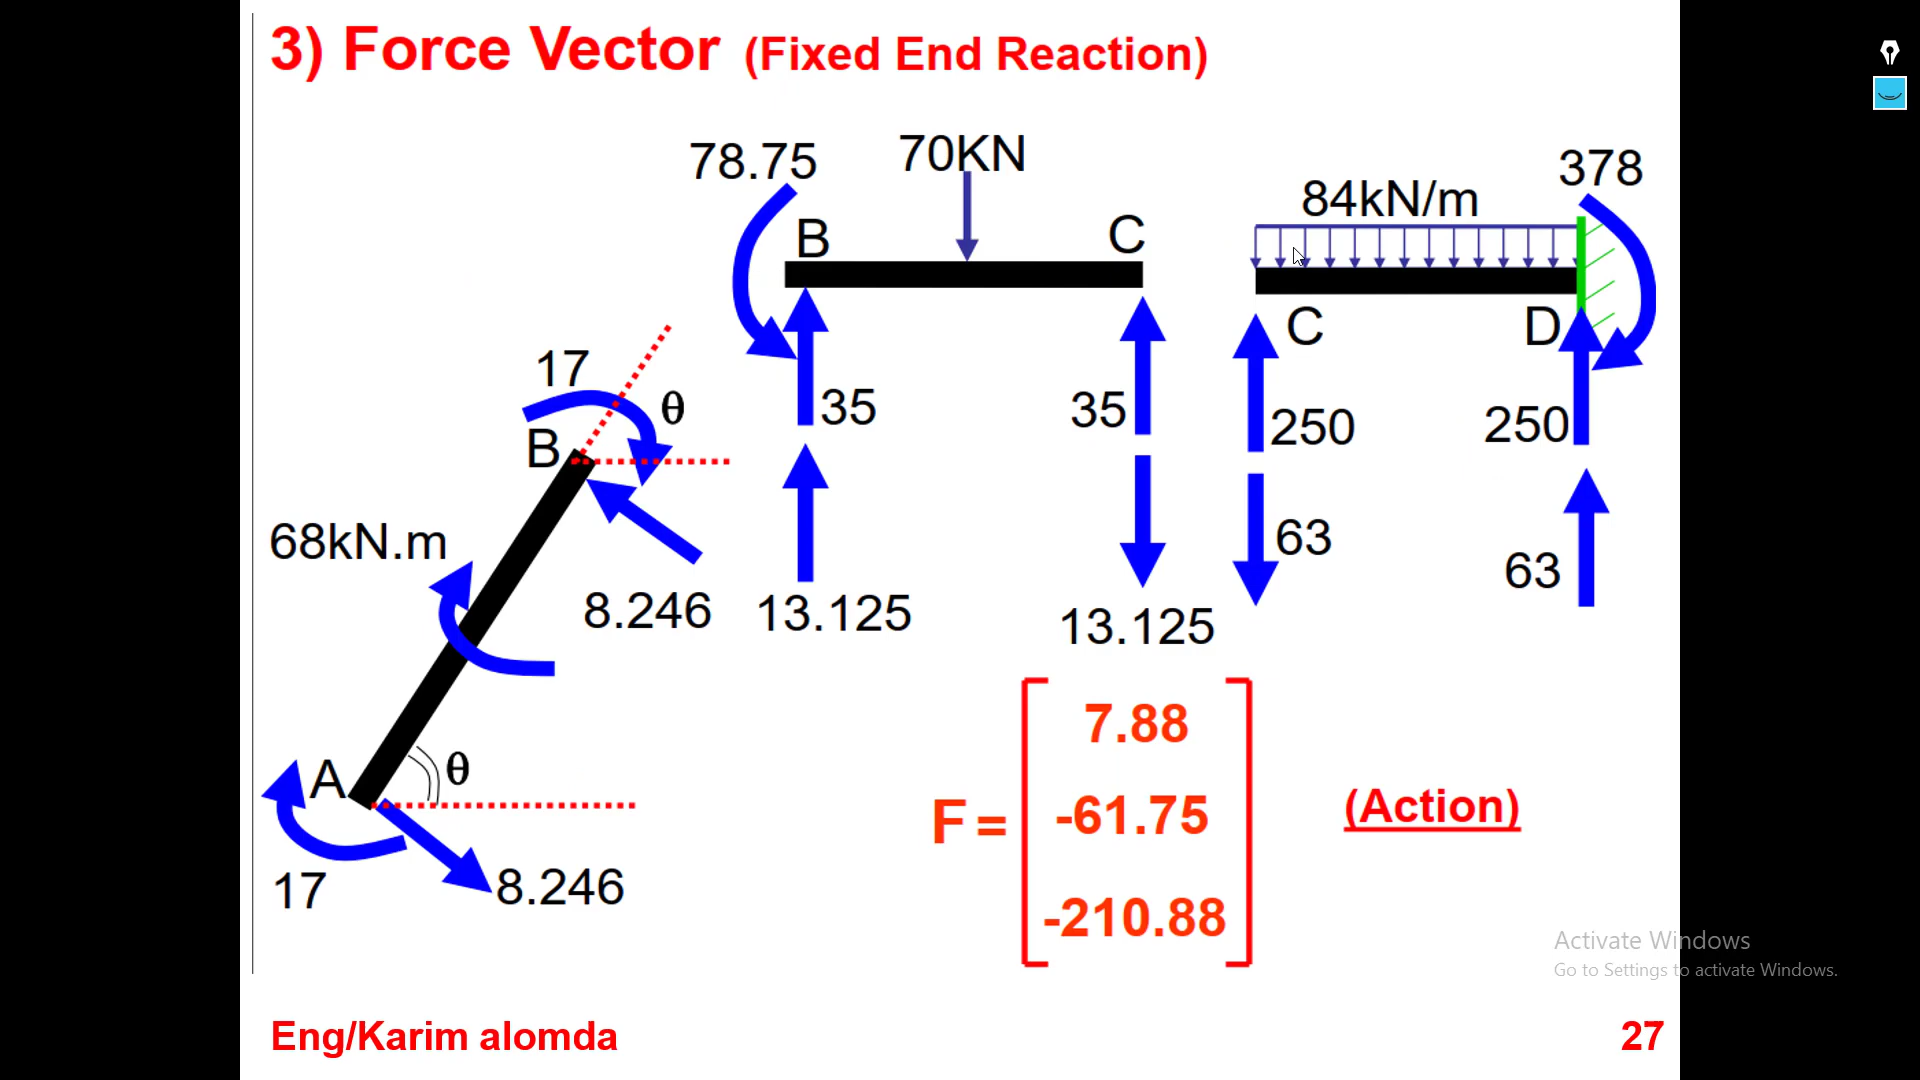 3) Force Vector (Fixed End Reaction)
78.75
70KN
B
C
84kN/m
378
C
D
35
35
250
250
13.125
13.125
63
63
17
B
θ
68kN.m
8.246
A
θ
17
8.246
F =
7.88
-61.75
-210.88
(Action)
Activate Windows
Go to Settings to activate Windows.
Eng/Karim alomda
27